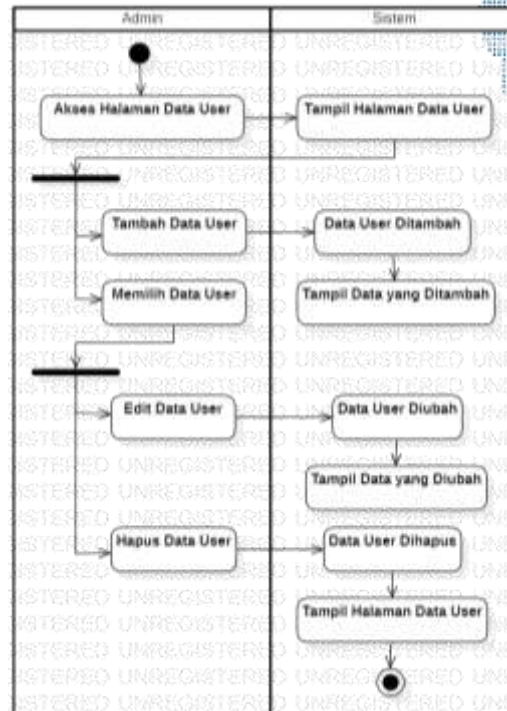 Admin
Sistem
Akses Halaman Data User
Tampil Halaman Data User
Tambah Data User
Data User Ditambah
Memilih Data User
Tampil Data yang Ditambah
Edit Data User
Data User Diubah
Tampil Data yang Diubah
Hapus Data User
Data User Dihapus
Tampil Halaman Data User
UNREGISTERED